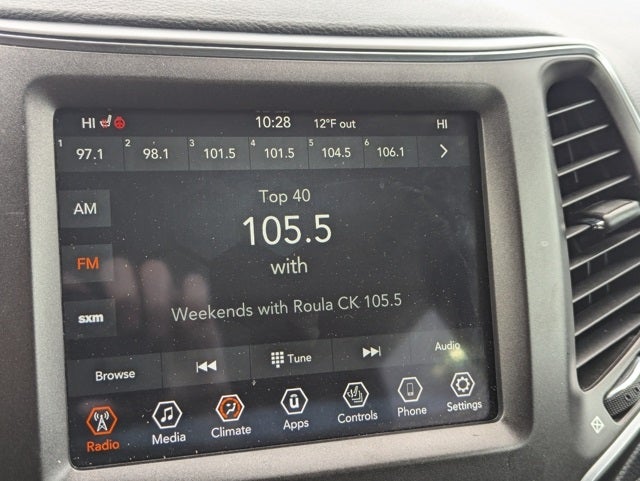 HI 10:28 12°F out HI
1 97.1 2 98.1 3 101.5 4 101.5 5 104.5 6 106.1
Top 40
AM
105.5
FM
with
sxm
Weekends with Roula CK 105.5
Browse Tune Audio
Radio Media Climate Apps Controls Phone Settings